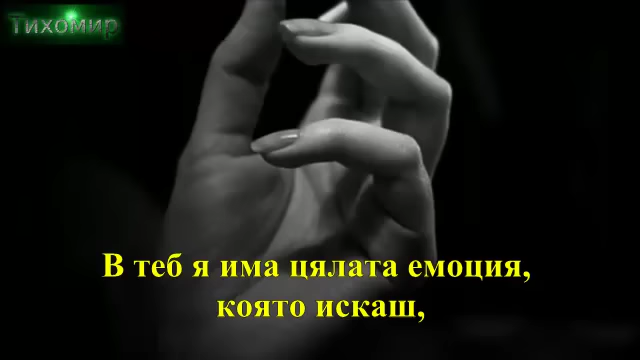 Тихомир
В теб я има цялата емоция,
която искаш,